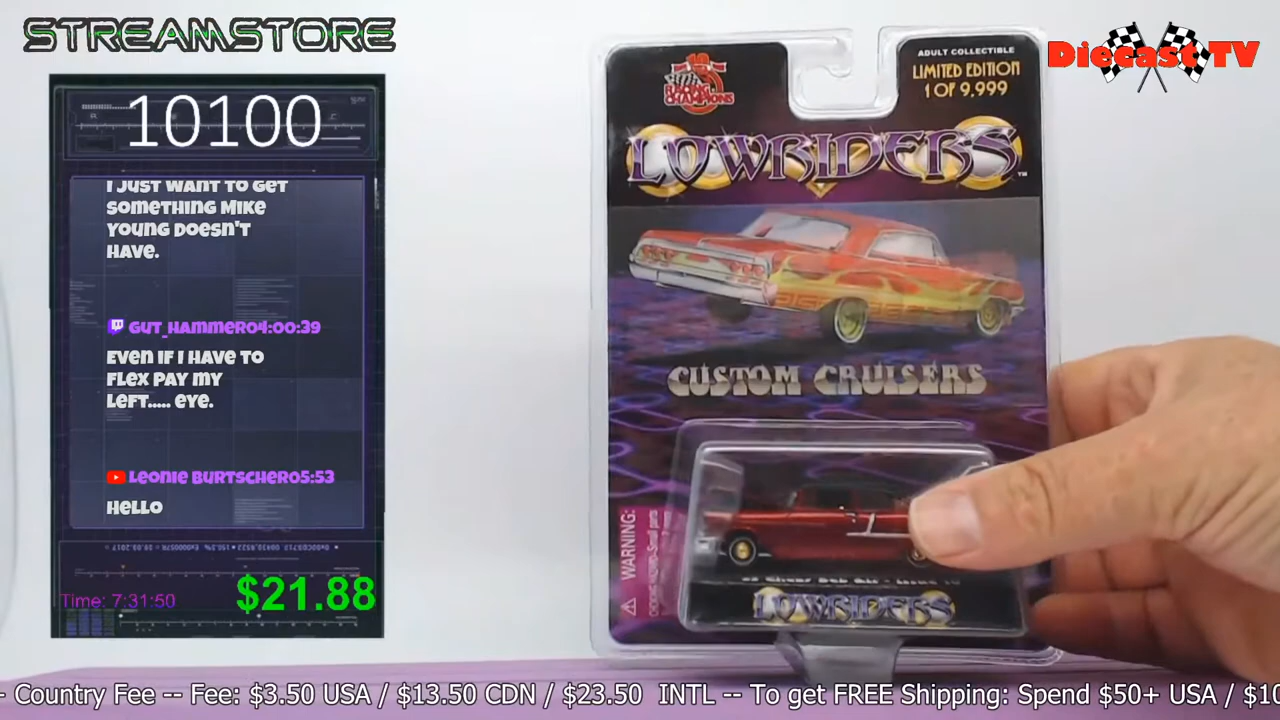 STREAMSTORE
10100
I just want to get
something Mike
Young doesn't
have.
Gut_Hammer04:00:39
Even if I have to
flex pay my
left..... eye.
Leonie Burtscher05:53
Hello
Time: 7:31:50
$21.88
Diecast TV
ADULT COLLECTIBLE
LIMITED EDITION
1 OF 9,999
RACING
CHAMPIONS
LOWRIDERS
CUSTOM CRUISERS
WARNING:
LOWRIDERS
- Country Fee -- Fee: $3.50 USA / $13.50 CDN / $23.50 INTL -- To get FREE Shipping: Spend $50+ USA / $10